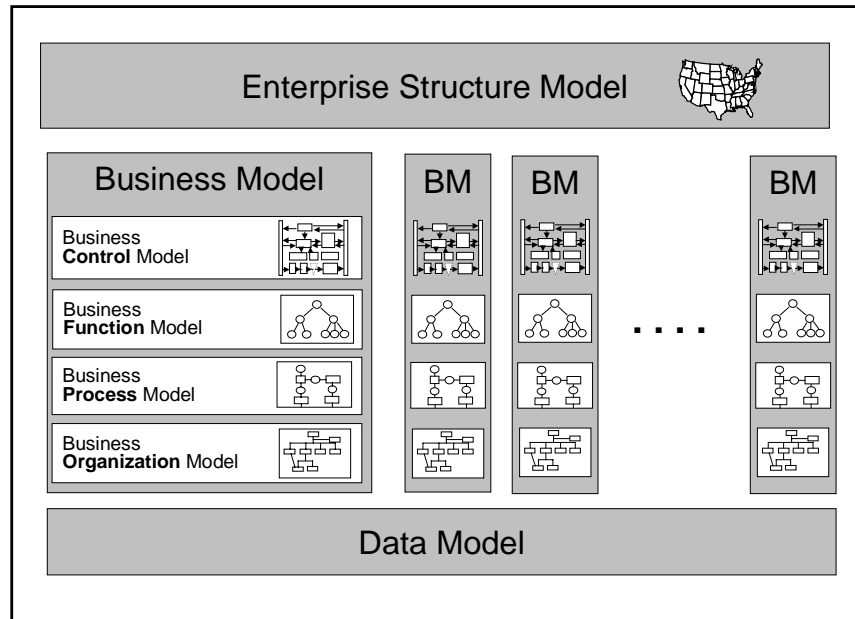 Enterprise Structure Model
Business Model
Business
Control Model
Business
Function Model
Business
Process Model
Business
Organization Model
BM
BM
. . . .
BM
Data Model